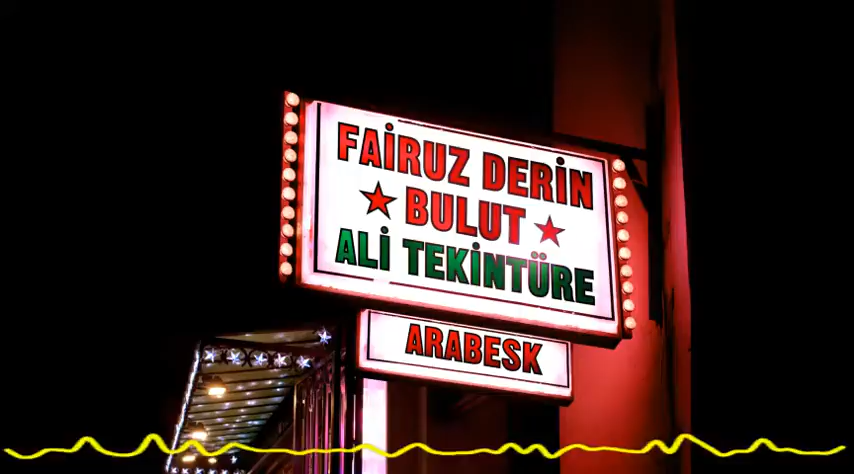 FAİRUZ DERİN
★ BULUT ★
ALİ TEKİNTÜRE
ARABESK